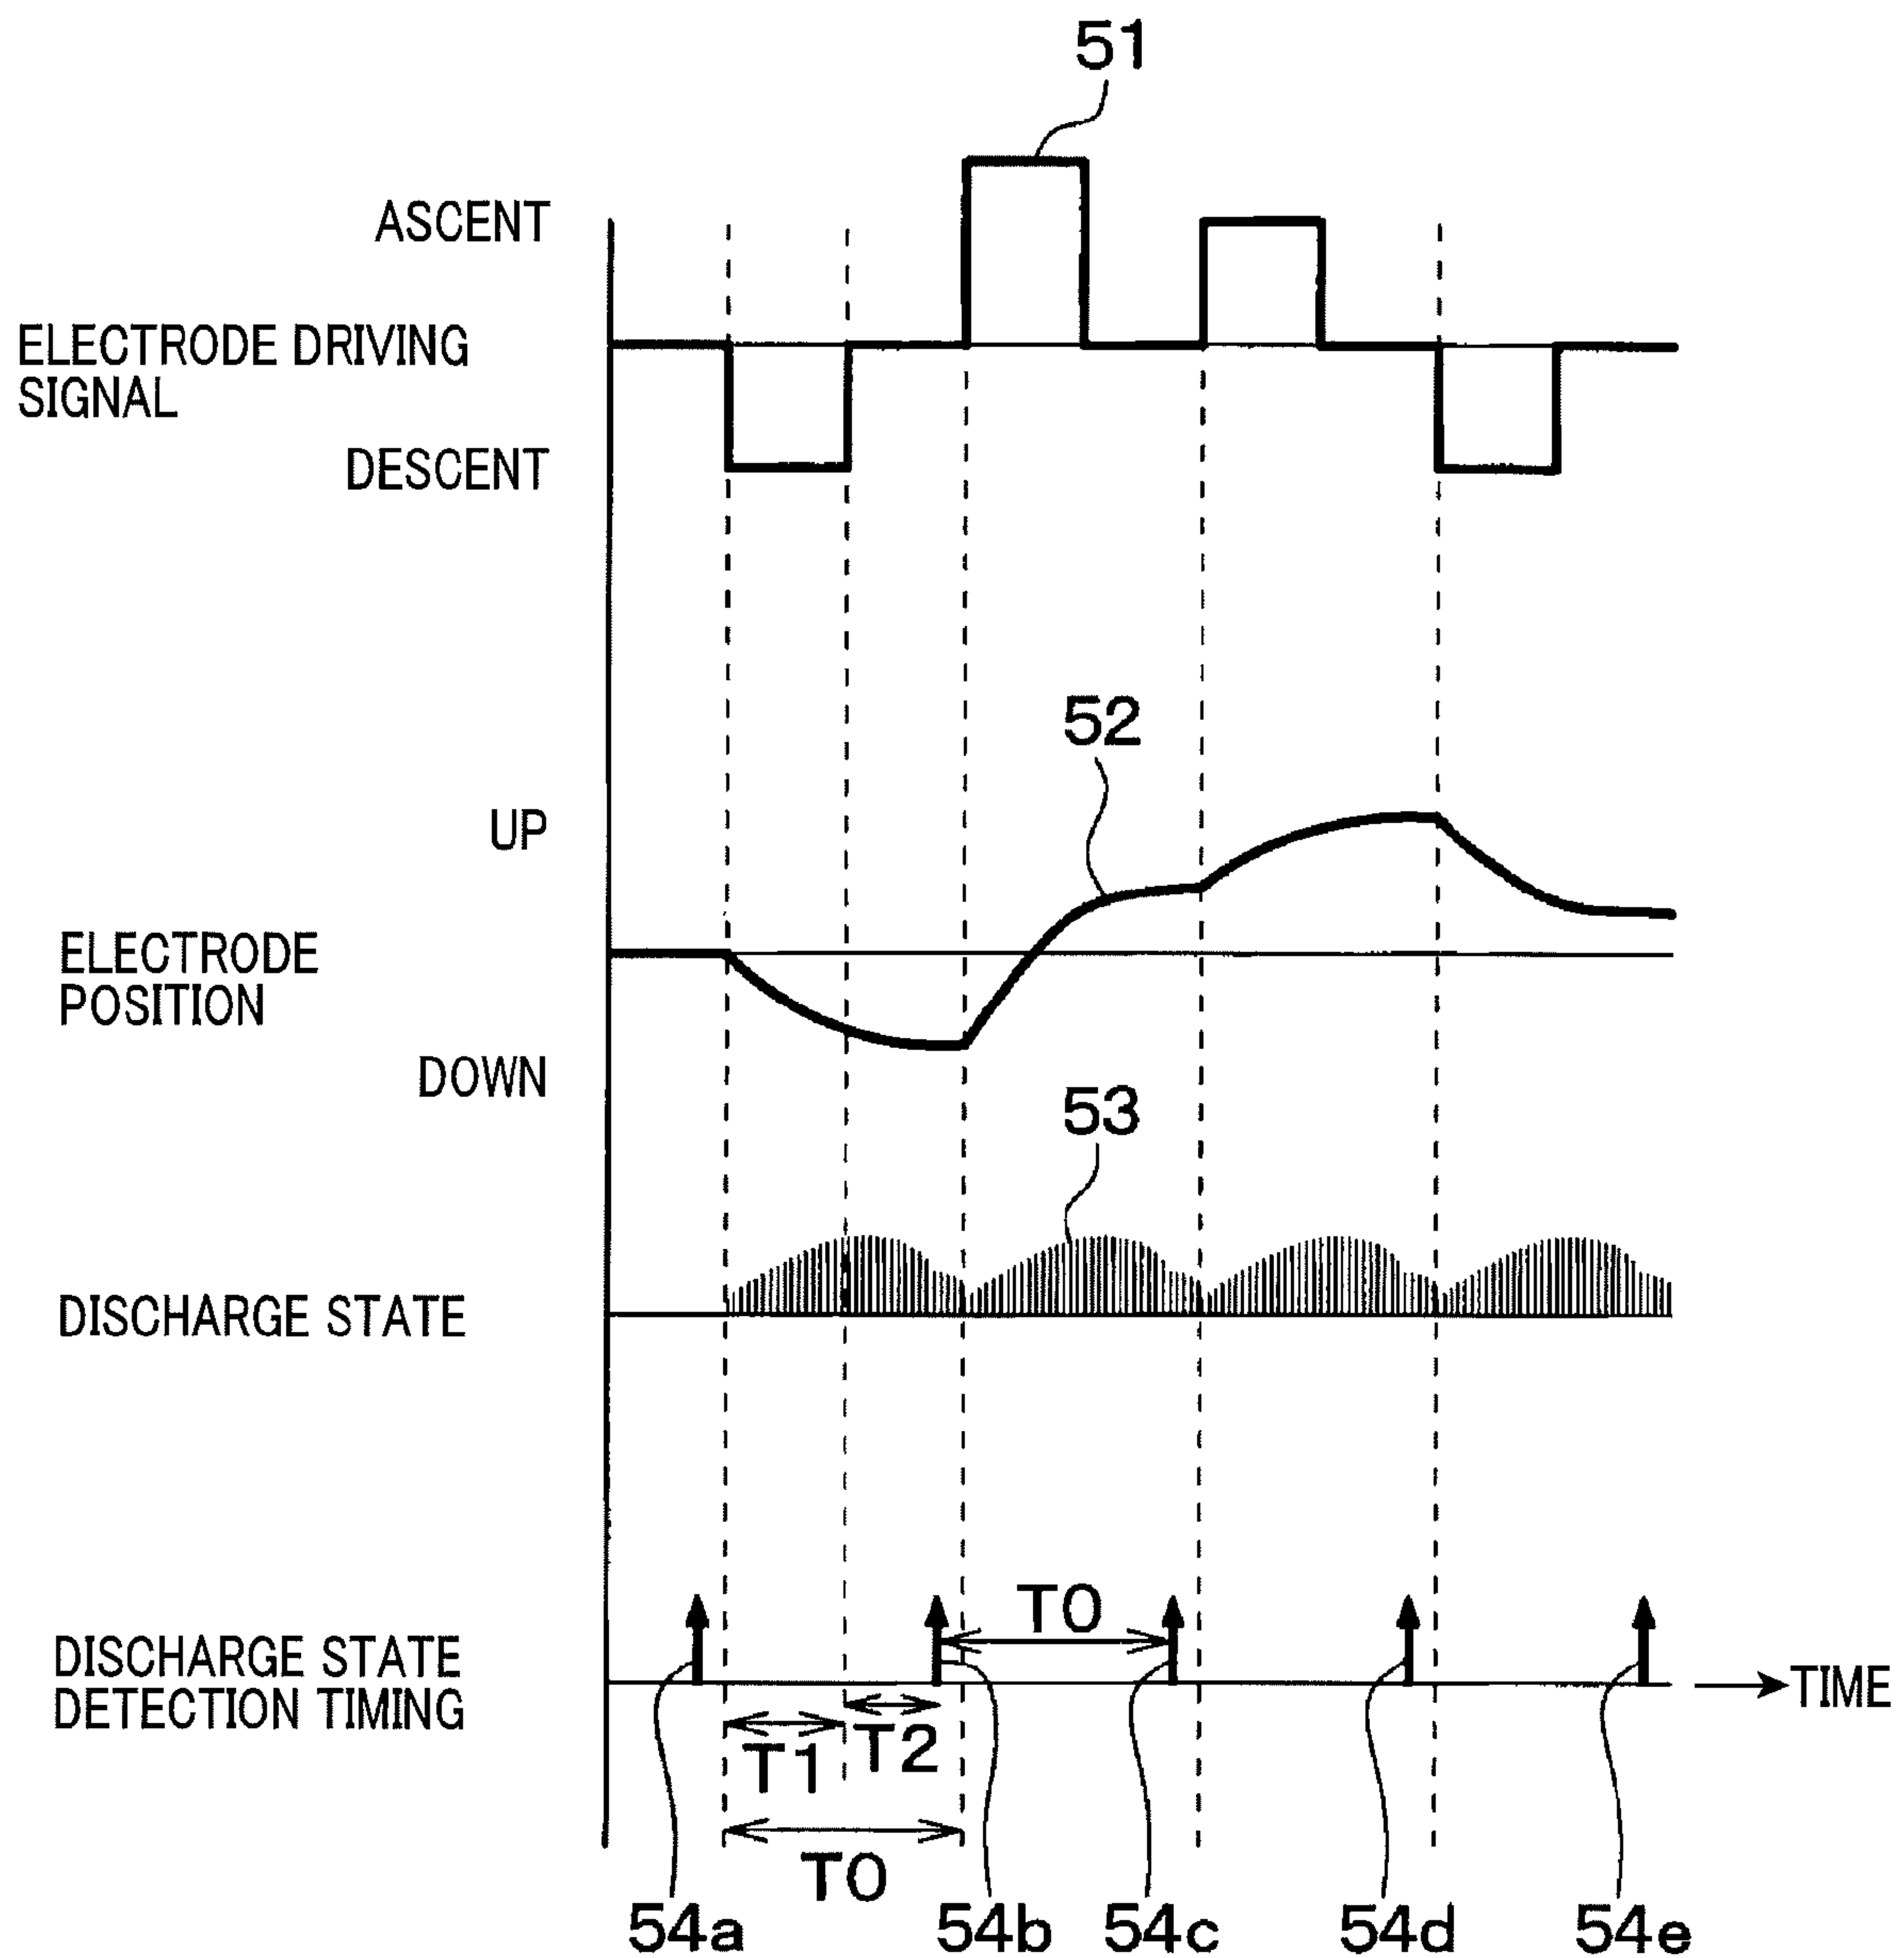 51
ASCENT
ELECTRODE DRIVING
SIGNAL
DESCENT
52
UP
ELECTRODE
POSITION
DOWN
53
DISCHARGE STATE
T0
DISCHARGE STATE
DETECTION TIMING
TIME
T1
T2
T0
54a
54b
54c
54d
54e